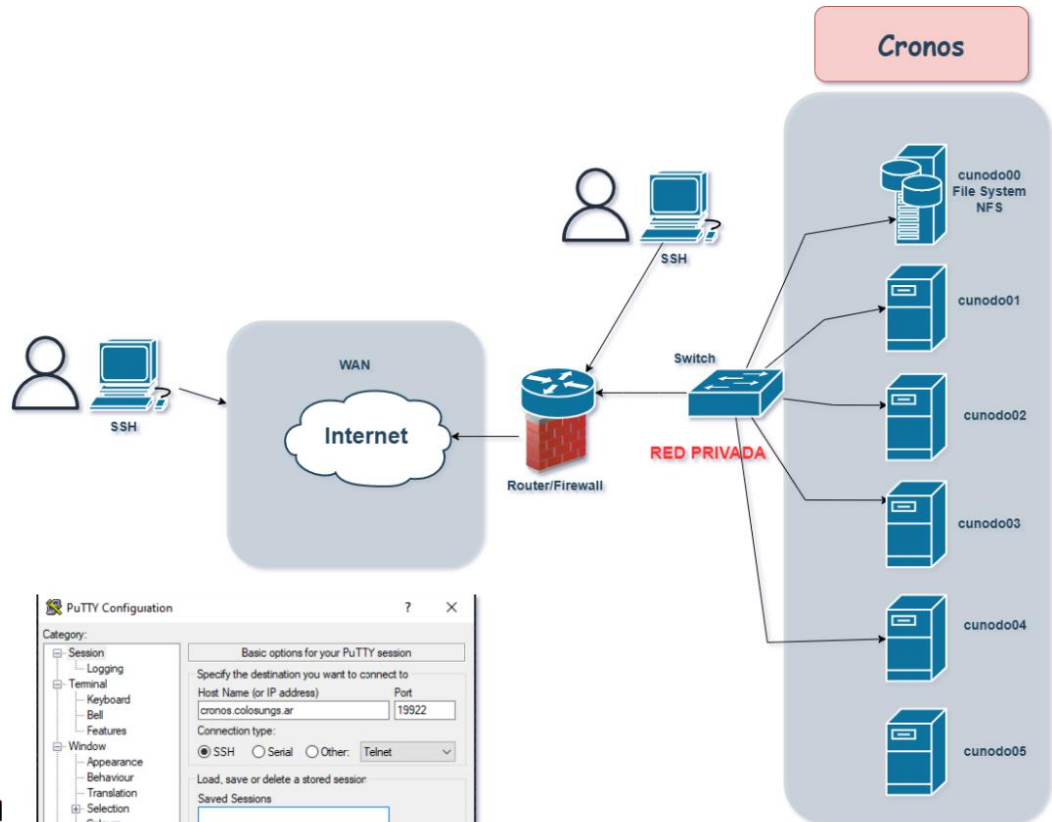 Cronos
cunodo00
File System
NFS
SSH
cunodo01
WAN
Switch
Internet
SSH
cunodo02
RED PRIVADA
Router/Firewall
cunodo03
cunodo04
cunodo05
PuTTY Configuration
?
Category:
Session
Logging
Terminal
Keyboard
Bell
Features
Window
Appearance
Behaviour
Translation
Selection
Basic options for your PuTTY session
Specify the destination you want to connect to
Host Name (or IP address) Port
cronos.colosungs.ar 19922
Connection type:
SSH Serial Other: Telnet
Load, save or delete a stored session
Saved Sessions